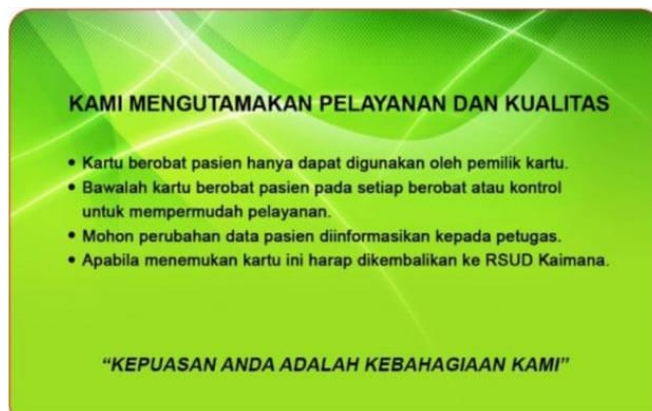 KAMI MENGUTAMAKAN PELAYANAN DAN KUALITAS
• Kartu berobat pasien hanya dapat digunakan oleh pemilik kartu.
• Bawalah kartu berobat pasien pada setiap berobat atau kontrol
untuk mempermudah pelayanan.
• Mohon perubahan data pasien diinformasikan kepada petugas.
• Apabila menemukan kartu ini harap dikembalikan ke RSUD Kaimana.
“KEPUASAN ANDA ADALAH KEBAHAGIAAN KAMI”